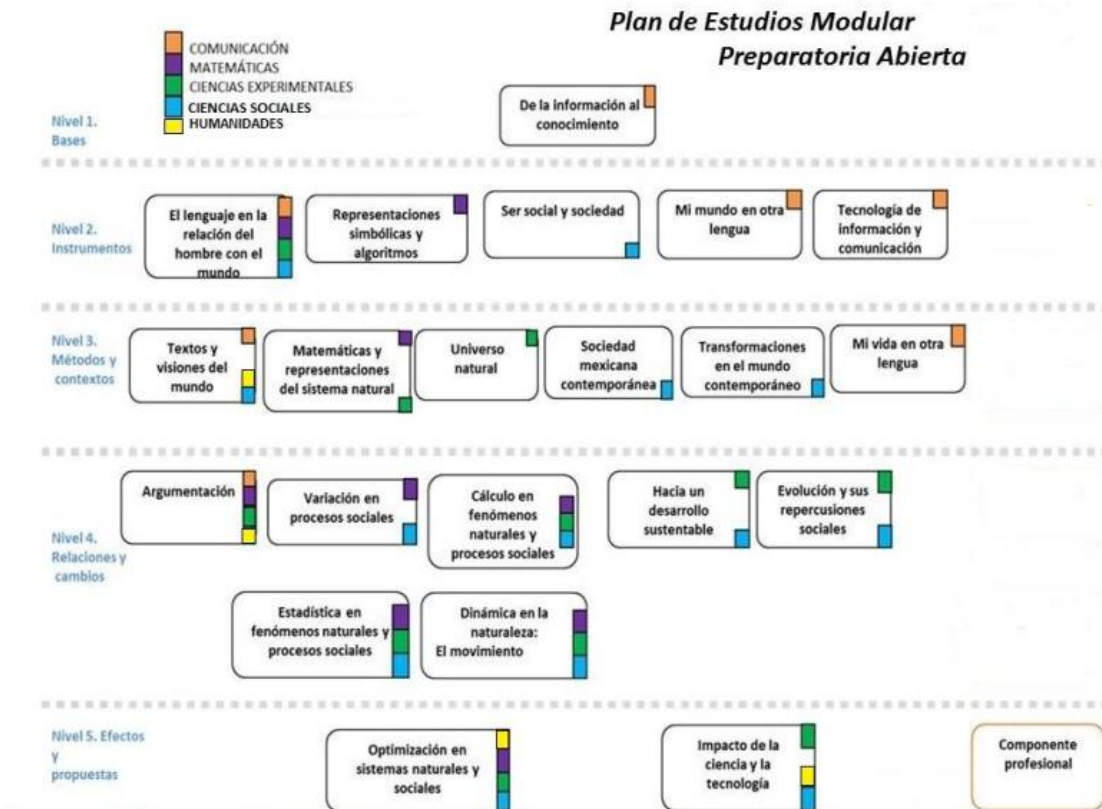 Plan de Estudios Modular
Preparatoria Abierta
COMUNICACIÓN
MATEMÁTICAS
CIENCIAS EXPERIMENTALES
CIENCIAS SOCIALES
HUMANIDADES
Nivel 1.
Bases
De la información al
conocimiento
Nivel 2.
Instrumentos
El lenguaje en la
relación del
hombre con el
mundo
Representaciones
simbólicas y
algoritmos
Ser social y sociedad
Mi mundo en otra
lengua
Tecnología de
información y
comunicación
Nivel 3.
Métodos y
contextos
Textos y
visiones del
mundo
Matemáticas y
representaciones
del sistema natural
Universo
natural
Sociedad
mexicana
contemporánea
Transformaciones
en el mundo
contemporáneo
Mi vida en otra
lengua
Nivel 4.
Relaciones y
cambios
Argumentación
Variación en
procesos sociales
Cálculo en
fenómenos
naturales y
procesos sociales
Hacia un
desarrollo
sustentable
Evolución y sus
repercusiones
sociales
Estadística en
fenómenos naturales y
procesos sociales
Dinámica en la
naturaleza:
El movimiento
Nivel 5. Efectos
y
propuestas
Optimización en
sistemas naturales y
sociales
Impacto de la
ciencia y la
tecnología
Componente
profesional